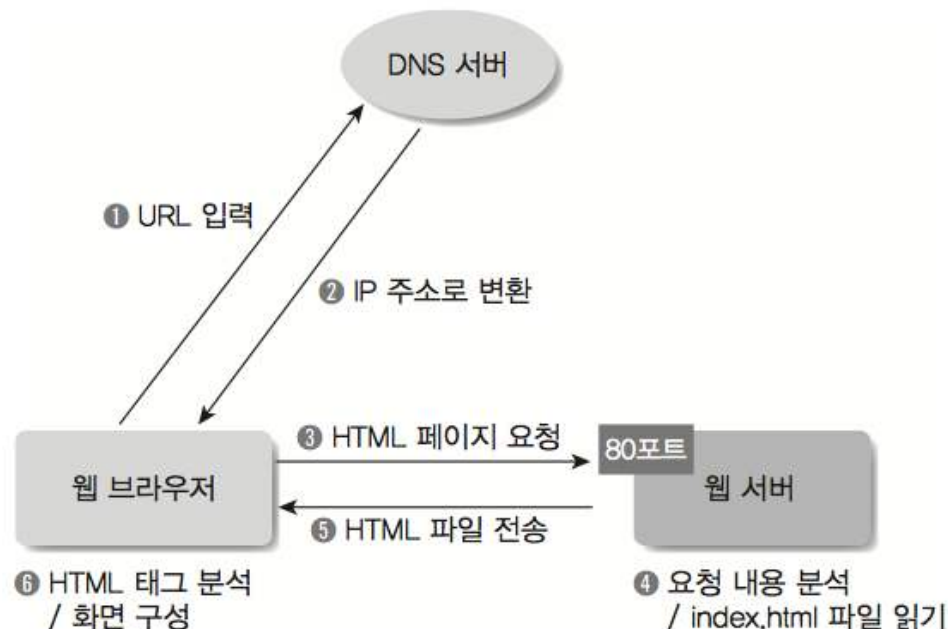 DNS 서버
❶ URL 입력
❷ IP 주소로 변환
❸ HTML 페이지 요청
80포트
웹 브라우저
웹 서버
❺ HTML 파일 전송
❻ HTML 태그 분석
/ 화면 구성
❹ 요청 내용 분석
/ index,html 파일 읽기